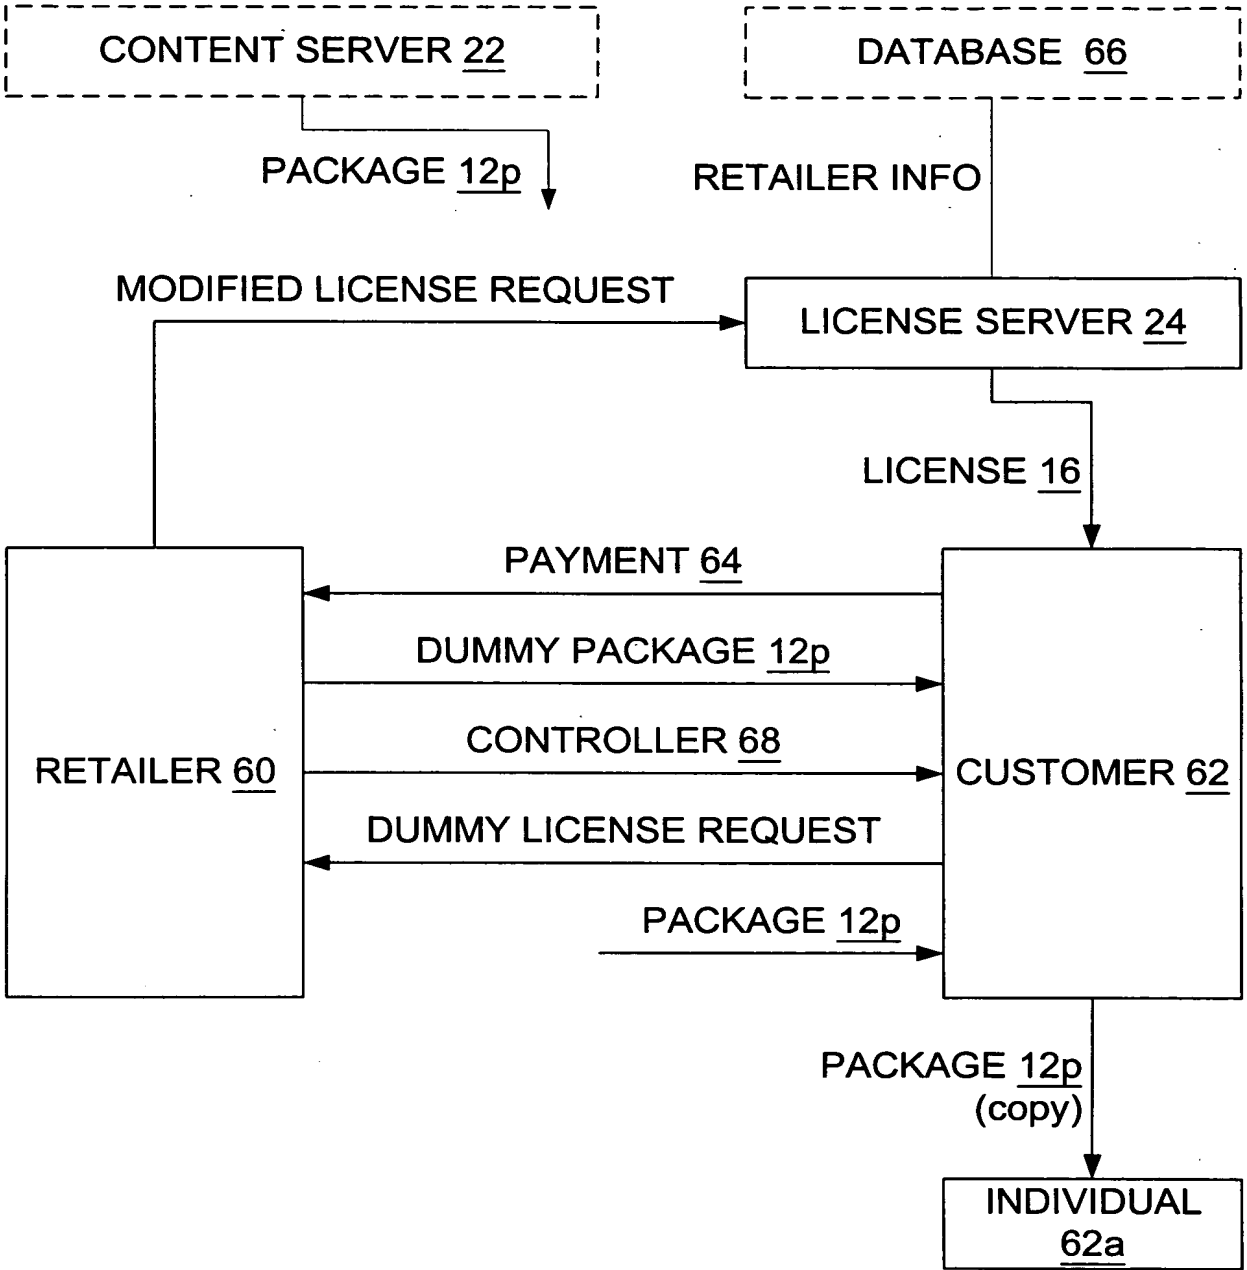 CONTENT SERVER 22
DATABASE 66
PACKAGE 12p
RETAILER INFO
MODIFIED LICENSE REQUEST
LICENSE SERVER 24
LICENSE 16
PAYMENT 64
DUMMY PACKAGE 12p
CONTROLLER 68
RETAILER 60
CUSTOMER 62
DUMMY LICENSE REQUEST
PACKAGE 12p
PACKAGE 12p
(copy)
INDIVIDUAL
62a